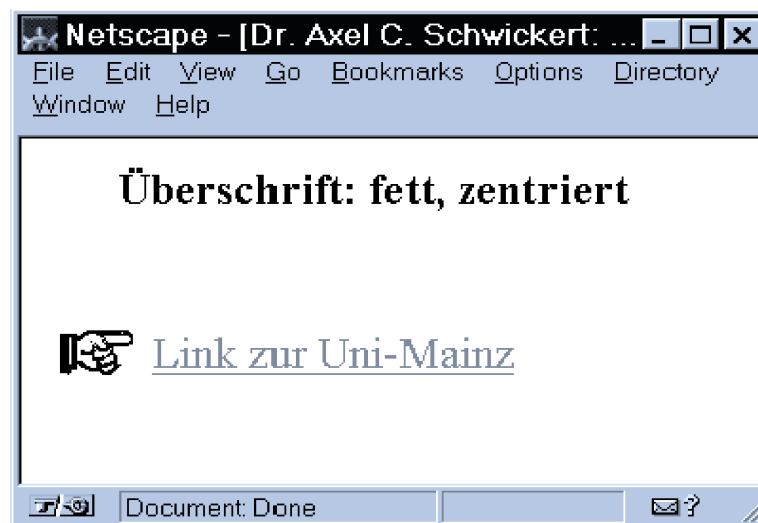 Netscape - [Dr. Axel C. Schwickert: ...
File Edit View Go Bookmarks Options Directory
Window Help
Überschrift: fett, zentriert
Link zur Uni-Mainz
Document: Done
?